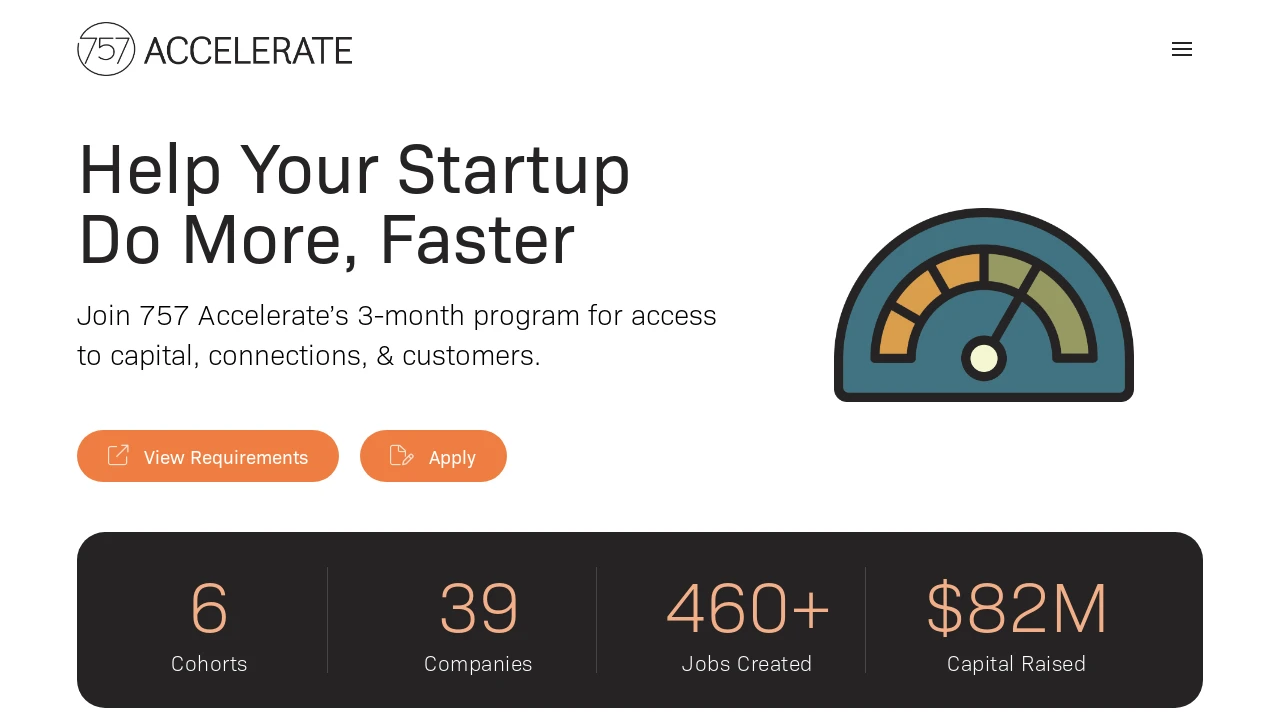 757 ACCELERATE
Help Your Startup
Do More, Faster
Join 757 Accelerate’s 3-month program for access
to capital, connections, & customers.
View Requirements
Apply
6
Cohorts
39
Companies
460+
Jobs Created
$82M
Capital Raised